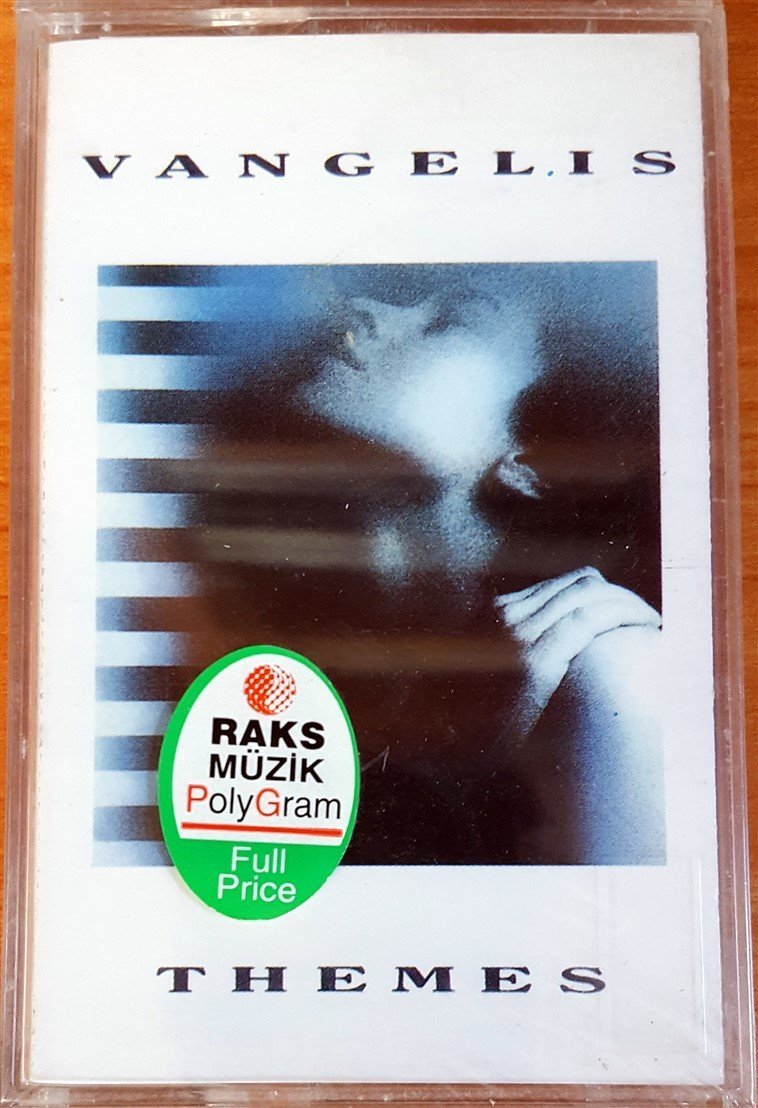 VANGELIS
RAKS
MÜZİK
PolyGram
Full
Price
THEMES